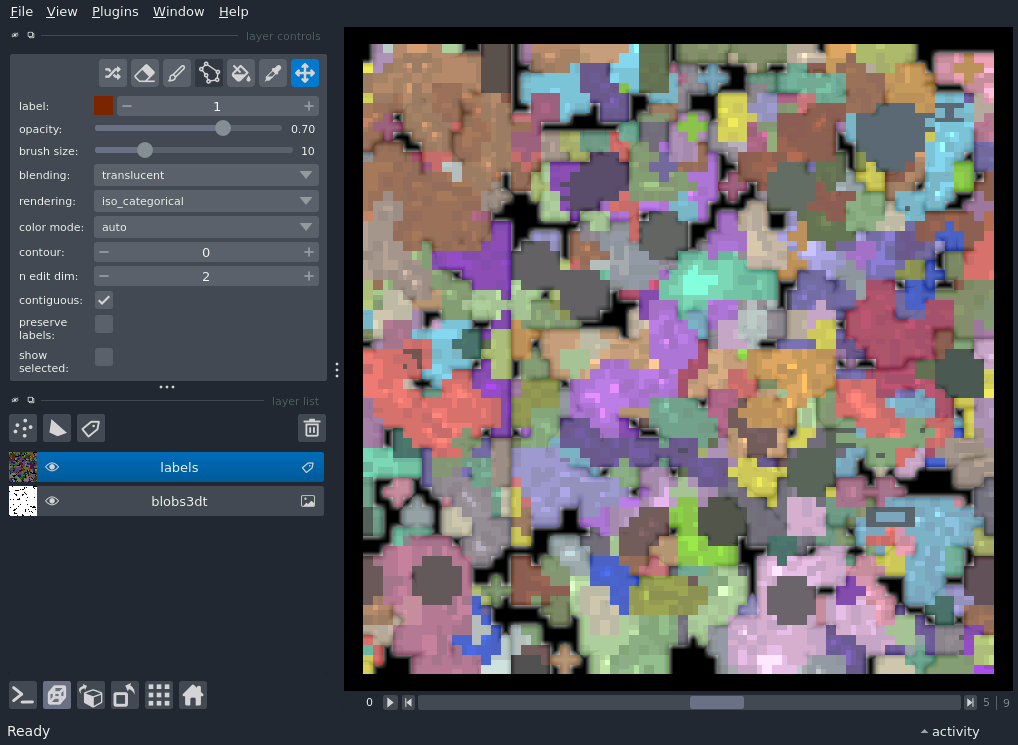 File View Plugins Window Help
layer controls
label: 1
opacity: 0.70
brush size: 10
blending: translucent
rendering: iso_categorical
color mode: auto
contour: 0
n edit dim: 2
contiguous:
preserve
labels:
show
selected:
layer list
labels
blobs3dt
0 5 9
Ready activity